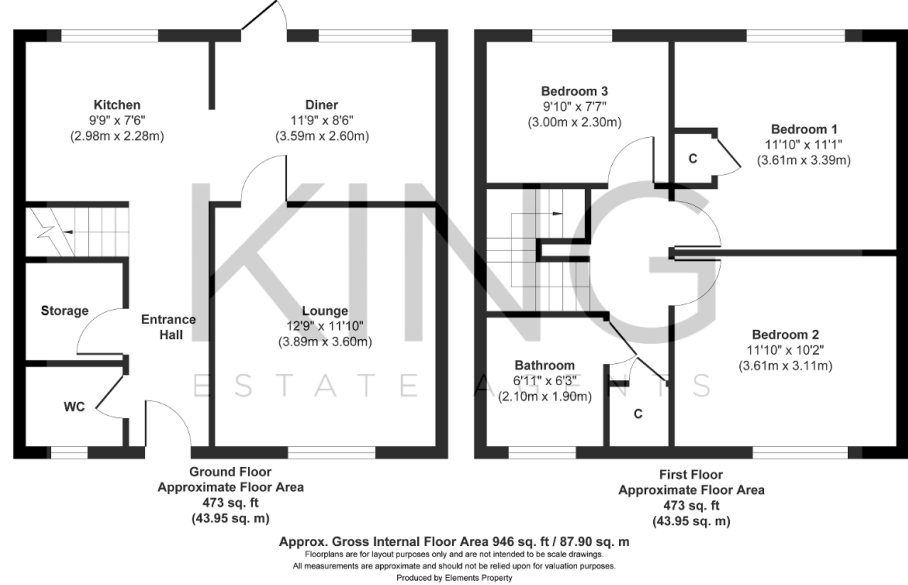 Kitchen
9'9" x 7'6"
(2.98m x 2.28m)
Diner
11'9" x 8'6"
(3.59m x 2.60m)
Storage
Entrance
Hall
Lounge
12'9" x 11'10"
(3.89m x 3.60m)
WC
Bedroom 3
9'10" x 7'7"
(3.00m x 2.30m)
Bedroom 1
11'10" x 11'1"
(3.61m x 3.39m)
C
Bedroom 2
11'10" x 10'2"
(3.61m x 3.11m)
Bathroom
6'11" x 6'3"
(2.10m x 1.90m)
C
KING
ESTATE AGENTS
Ground Floor
Approximate Floor Area
473 sq. ft
(43.95 sq. m)
First Floor
Approximate Floor Area
473 sq. ft
(43.95 sq. m)
Approx. Gross Internal Floor Area 946 sq. ft / 87.90 sq. m
Floorplans are for layout purposes only and are not intended to be scale drawings.
All measurements are approximate and should not be relied upon for valuation purposes.
Produced by Elements Property